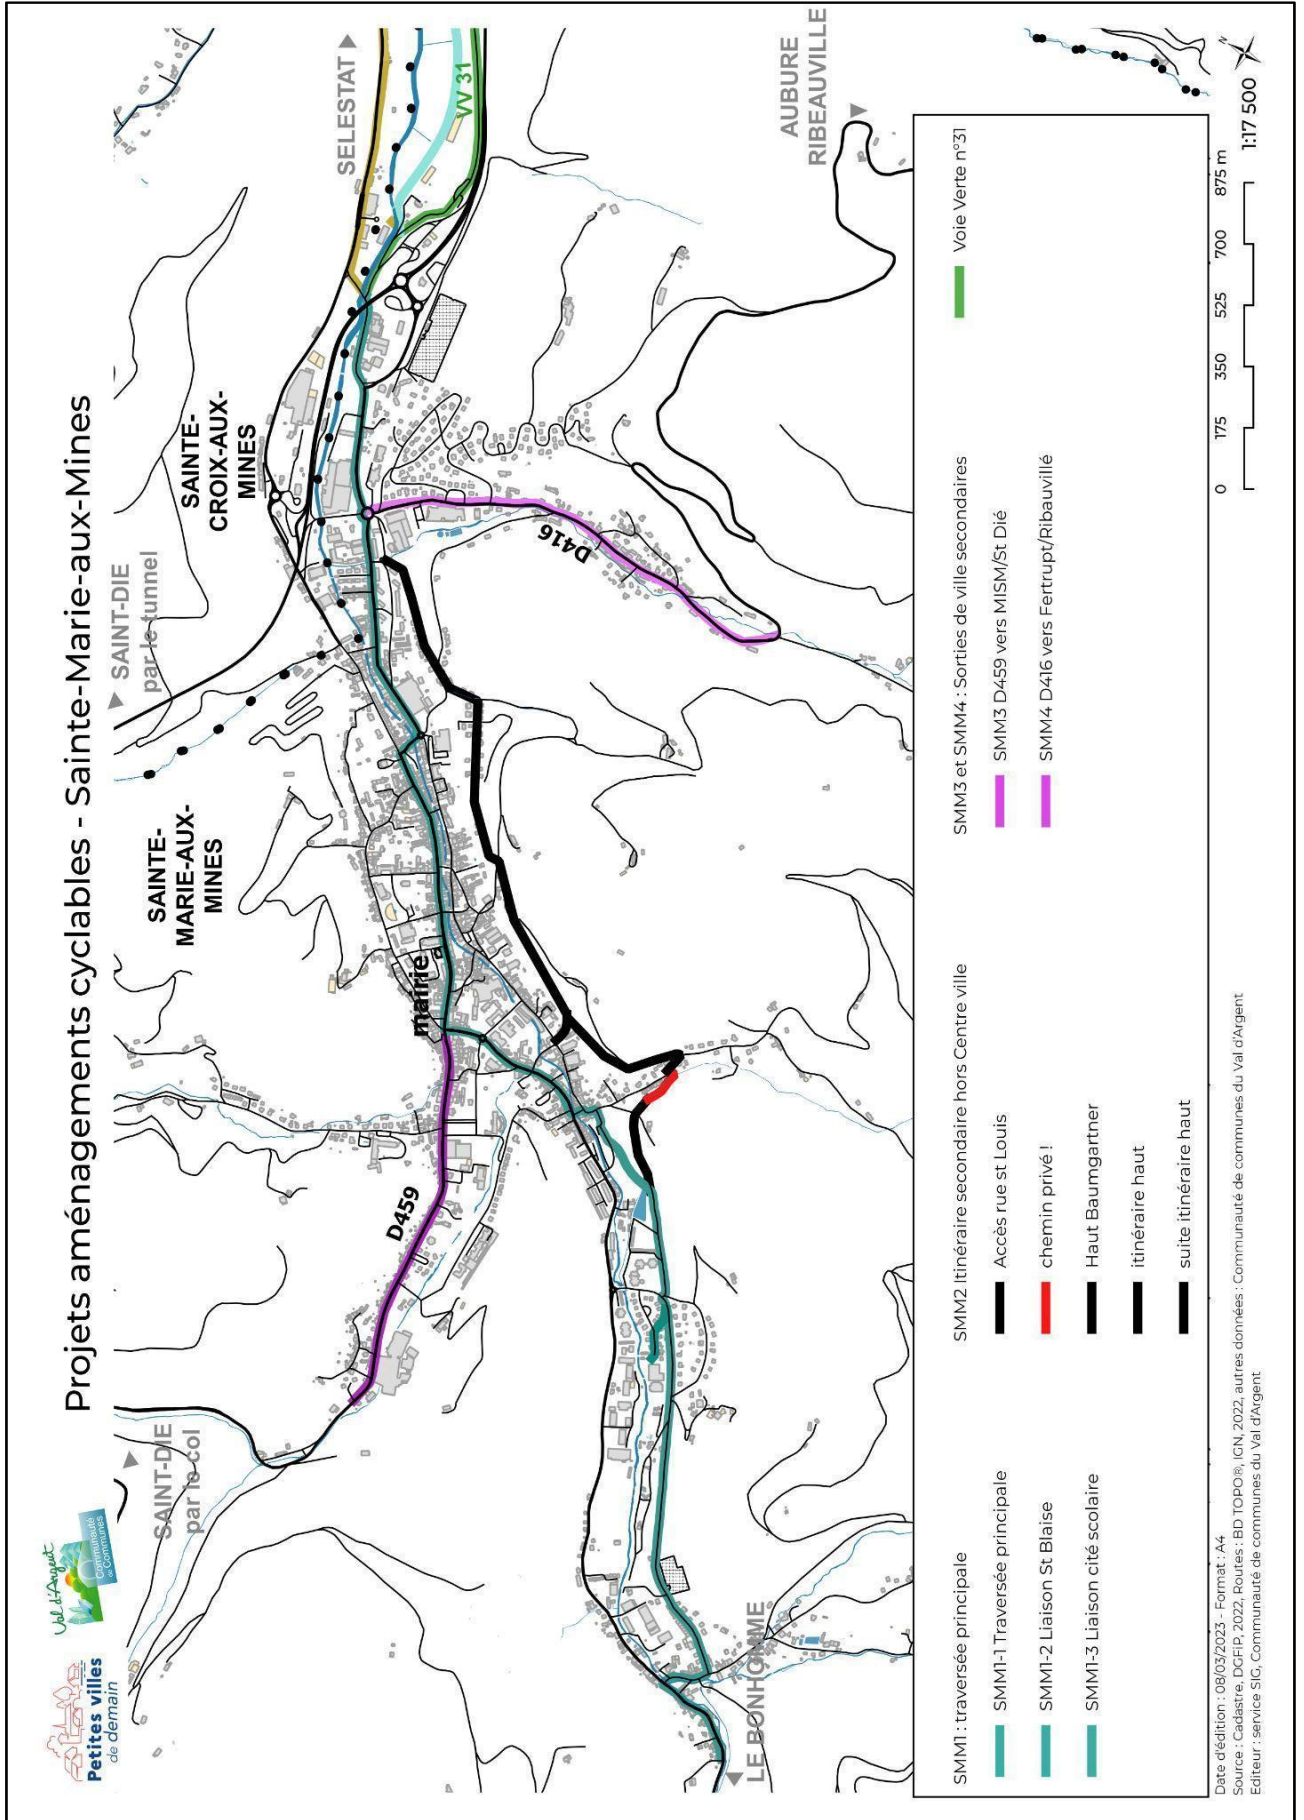 Projets aménagements cyclables - Sainte-Marie-aux-Mines
Petites villes
de demain
Val d'Argent
Communauté
de Communes
SAINT-DIE
par le col
SAINT-DIE
par le tunnel
SELESTAT
SAINTE-
MARIE-AUX-
MINES
SAINTE-
CROIX-AUX-
MINES
VV 31
AUBURE
RIBEAUVILLE
mairie
D459
D416
LE BONHOMME
SMM1 : traversée principale
SMM1-1 Traversée principale
SMM1-2 Liaison St Blaise
SMM1-3 Liaison cité scolaire
SMM2 Itinéraire secondaire hors Centre ville
Accès rue st Louis
chemin privé !
Haut Baumgartner
itinéraire haut
suite itinéraire haut
SMM3 et SMM4 : Sorties de ville secondaires
SMM3 D459 vers MISM/St Dié
SMM4 D416 vers Fertrupt/Ribauvillé
Voie Verte n°31
N
0 175 350 525 700 875 m
1:17 500
Date d'édition : 08/03/2023 - Format : A4
Source : Cadastre, DGFiP, 2022, Routes : BD TOPO®, IGN, 2022, autres données : Communauté de communes du Val d'Argent
Editeur : service SIG, Communauté de communes du Val d'Argent